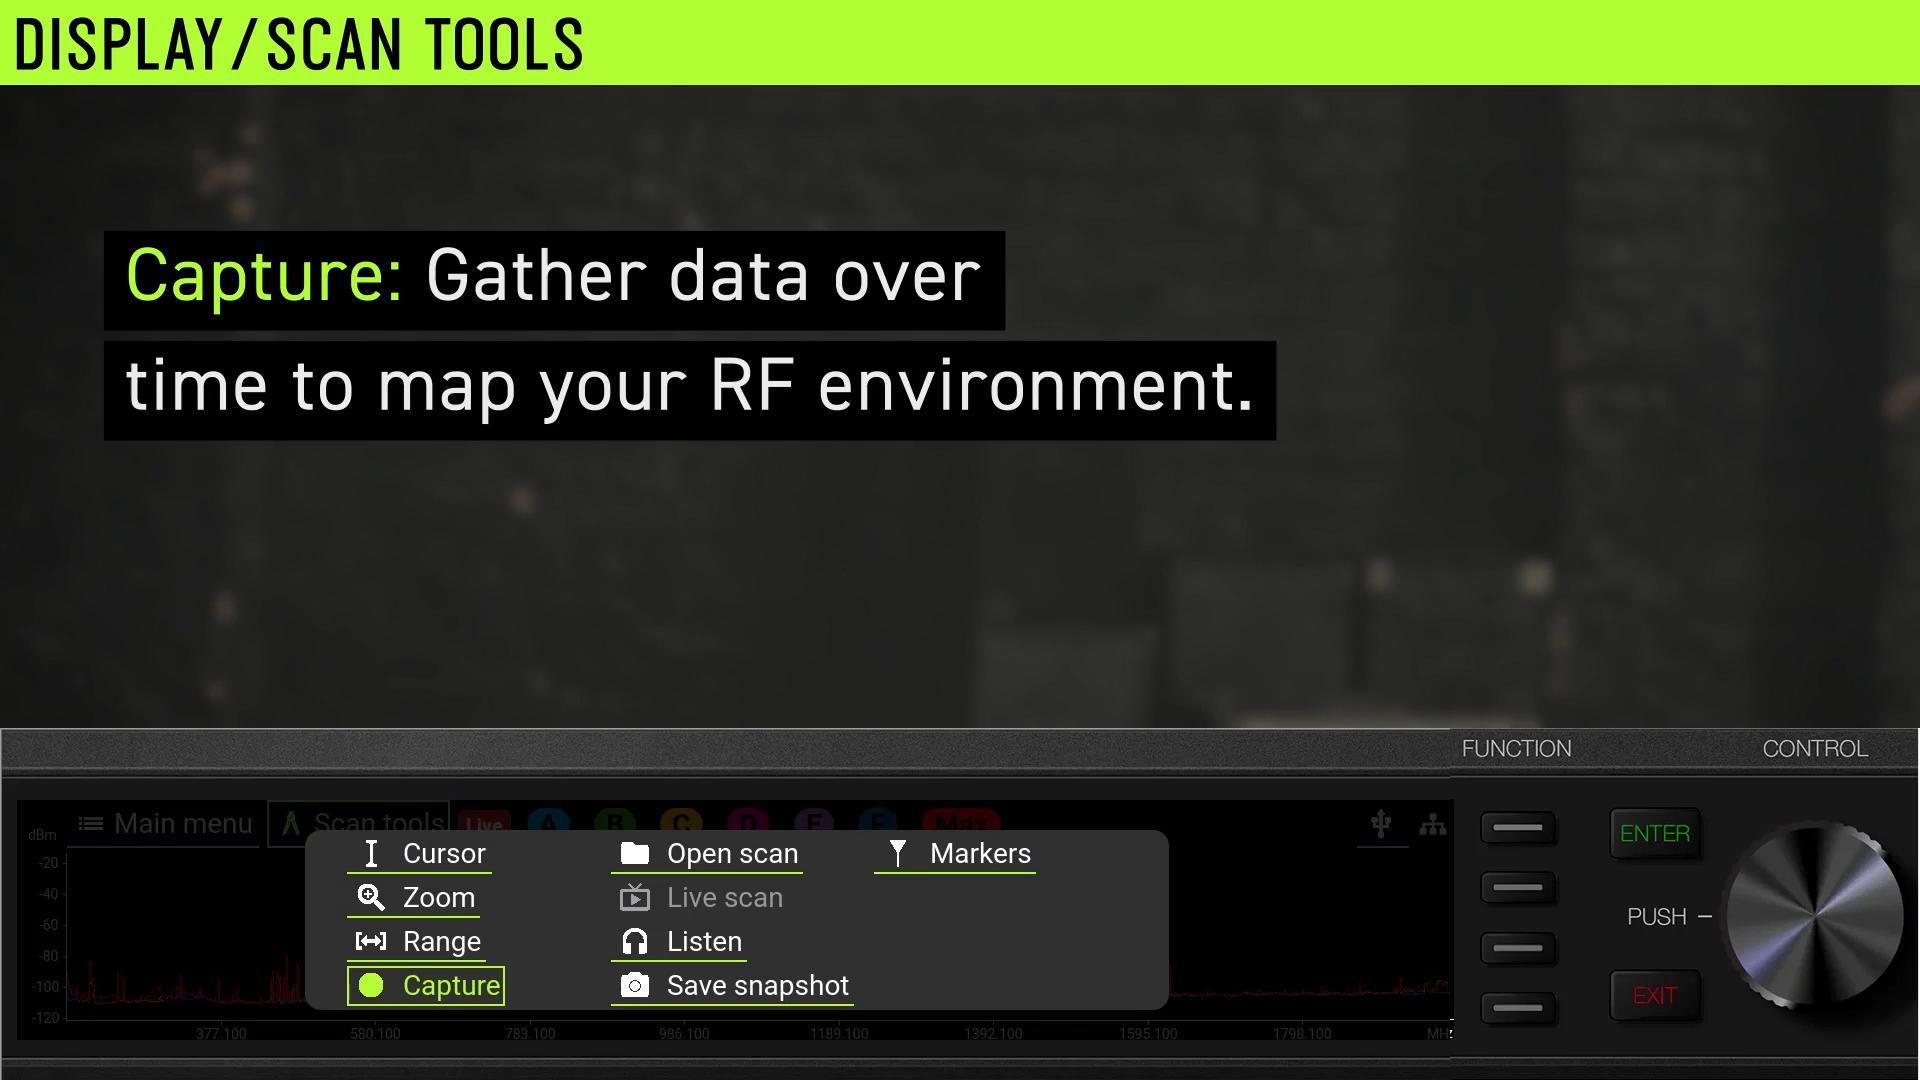 DISPLAY/SCAN TOOLS
Capture: Gather data over
time to map your RF environment.
FUNCTION
CONTROL
Main menu
Scan tools
Live
A
B
C
D
E
F
Max
dBm
-20
-40
-60
-80
-100
-120
Cursor
Open scan
Markers
Zoom
Live scan
Range
Listen
Capture
Save snapshot
377.100
580.100
783.100
986.100
1189.100
1392.100
1595.100
1798.100
ENTER
PUSH
EXIT